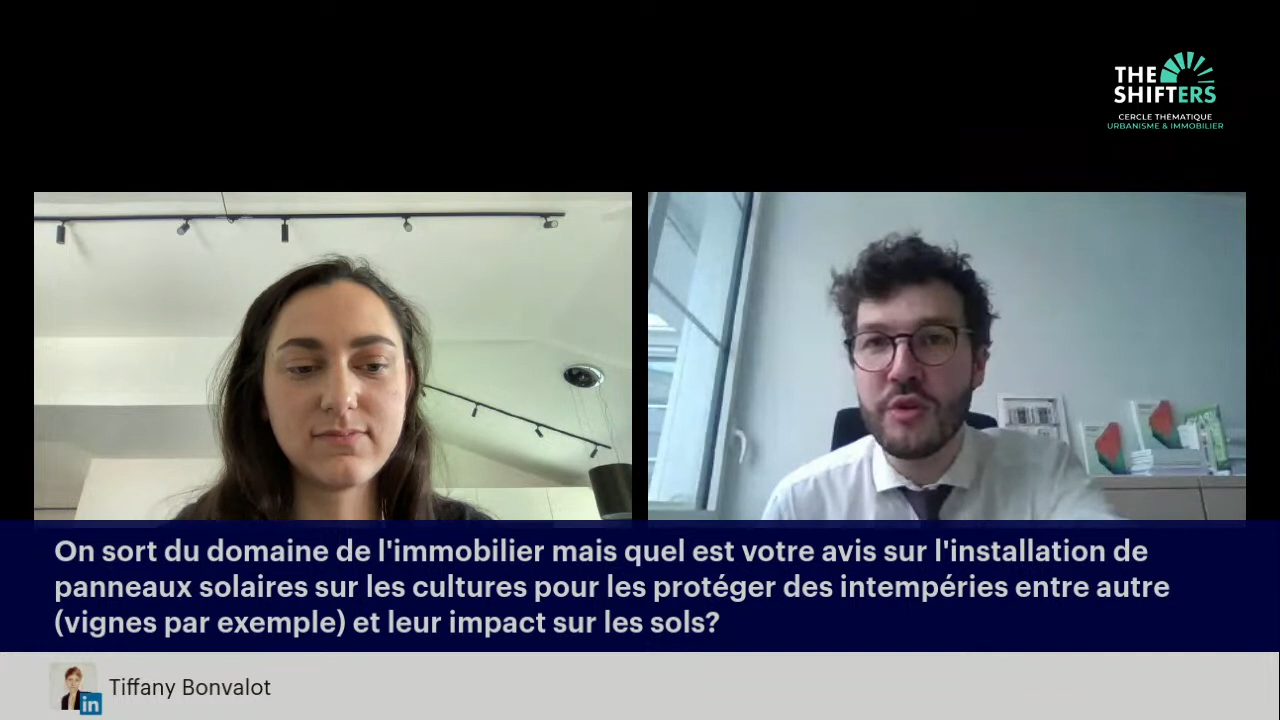 THE
SHIFTERS
CERCLE THÉMATIQUE
URBANISME & IMMOBILIER
On sort du domaine de l'immobilier mais quel est votre avis sur l'installation de
panneaux solaires sur les cultures pour les protéger des intempéries entre autre
(vignes par exemple) et leur impact sur les sols?
in
Tiffany Bonvalot